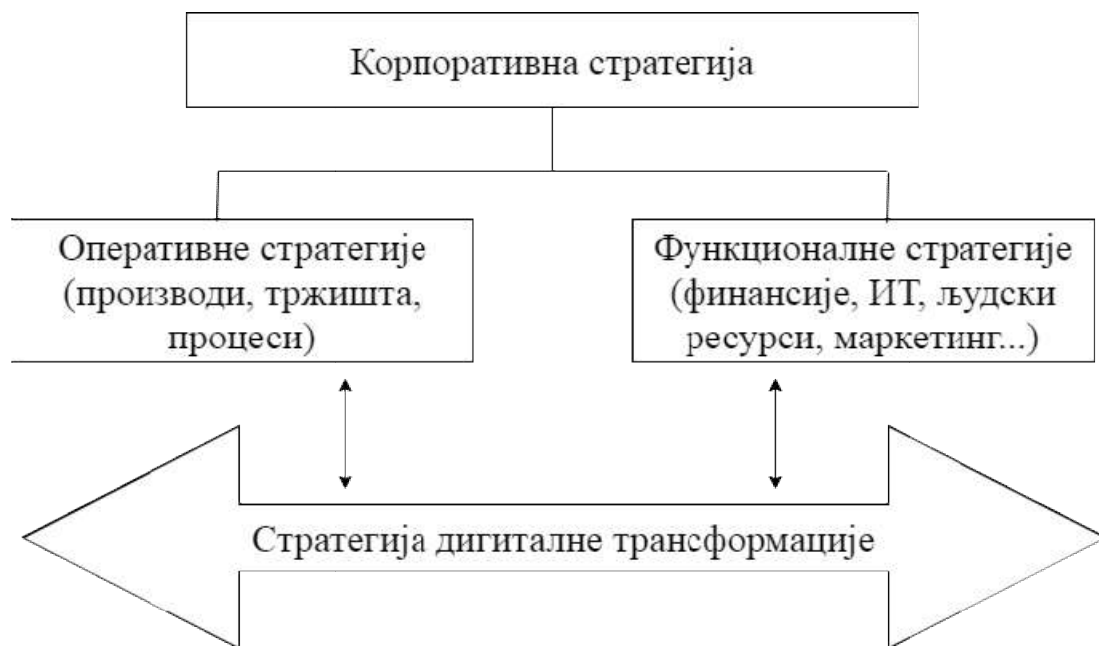 Корпоративна стратегија
Оперативне стратегије
(производи, тржишта,
процеси)
Функционалне стратегије
(финансије, ИТ, људски
ресурси, маркетинг...)
Стратегија дигиталне трансформације